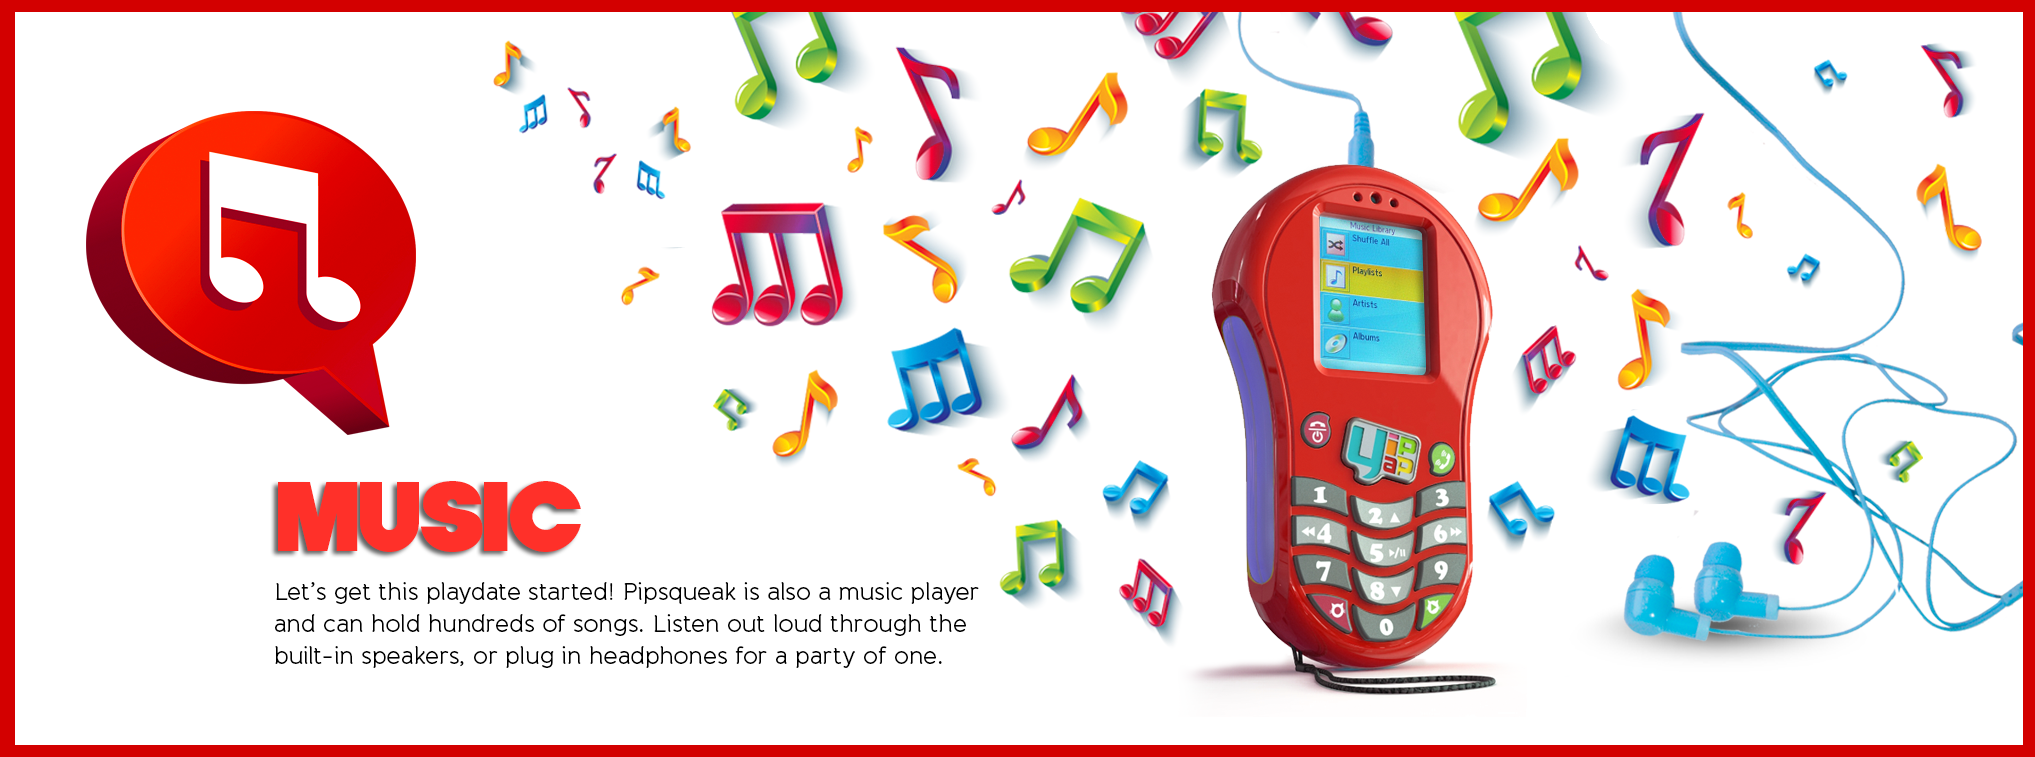 MUSIC
Let's get this playdate started! Pipsqueak is also a music player
and can hold hundreds of songs. Listen out loud through the
built-in speakers, or plug in headphones for a party of one.
Music Library
Shuffle All
Playlists
Artists
Albums
Yip
Yap
1
2
3
4
5
6
7
8
9
0